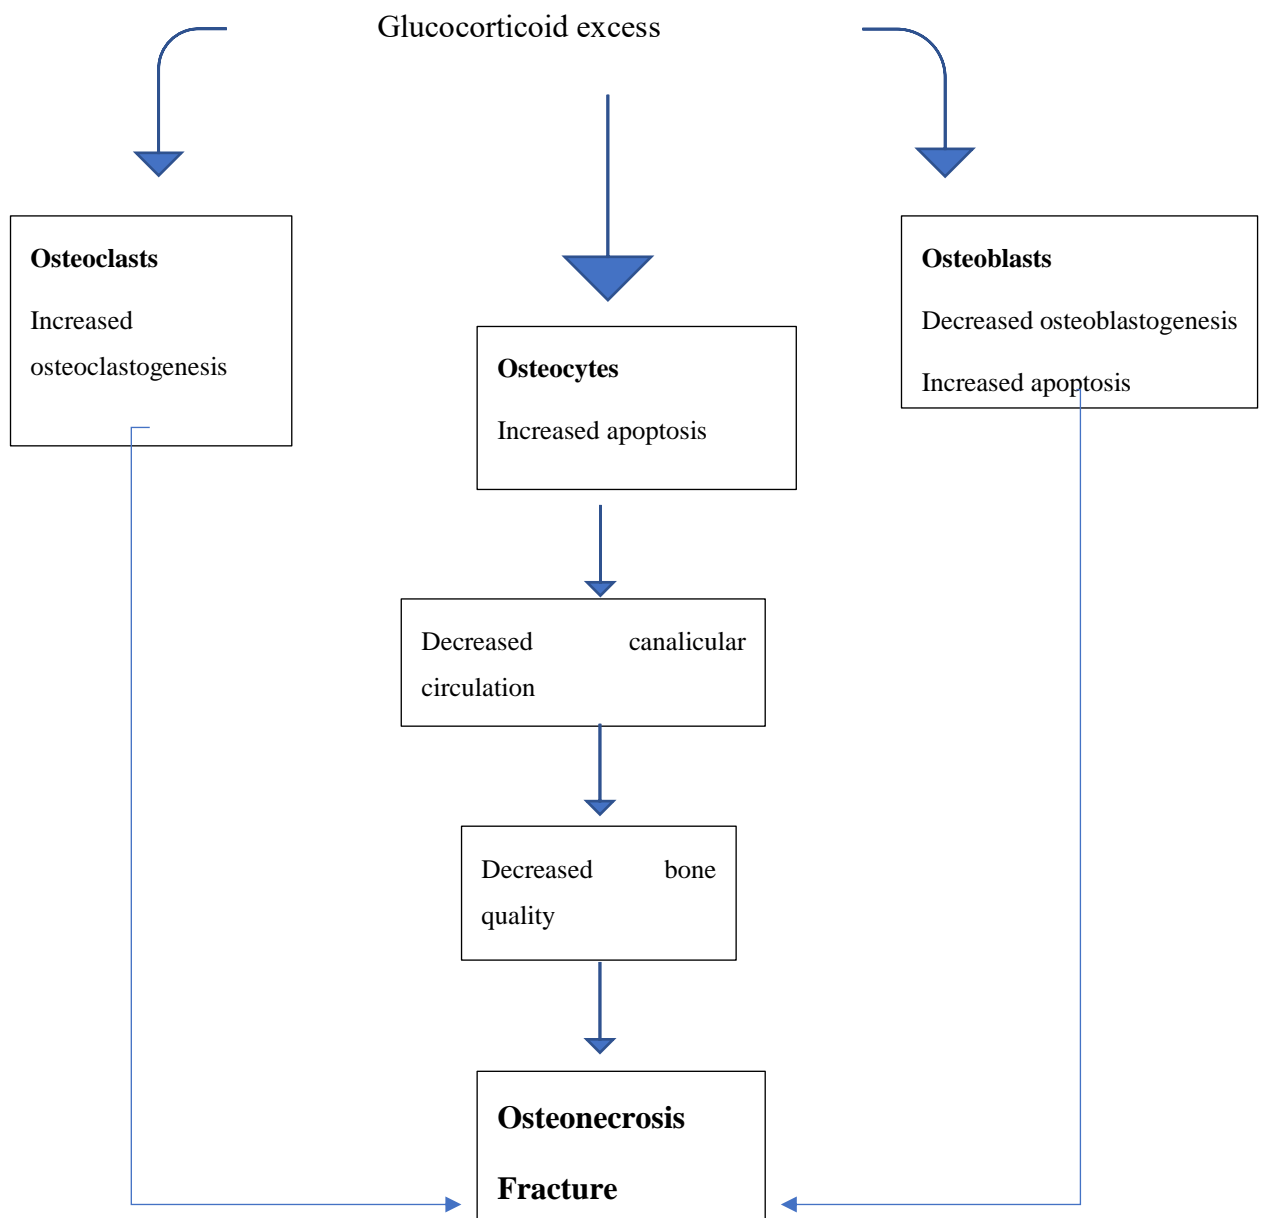 Glucocorticoid excess
Osteoclasts
Increased
osteoclastogenesis
Osteocytes
Increased apoptosis
Osteoblasts
Decreased osteoblastogenesis
Increased apoptosis
Decreased canalicular
circulation
Decreased bone
quality
Osteonecrosis
Fracture